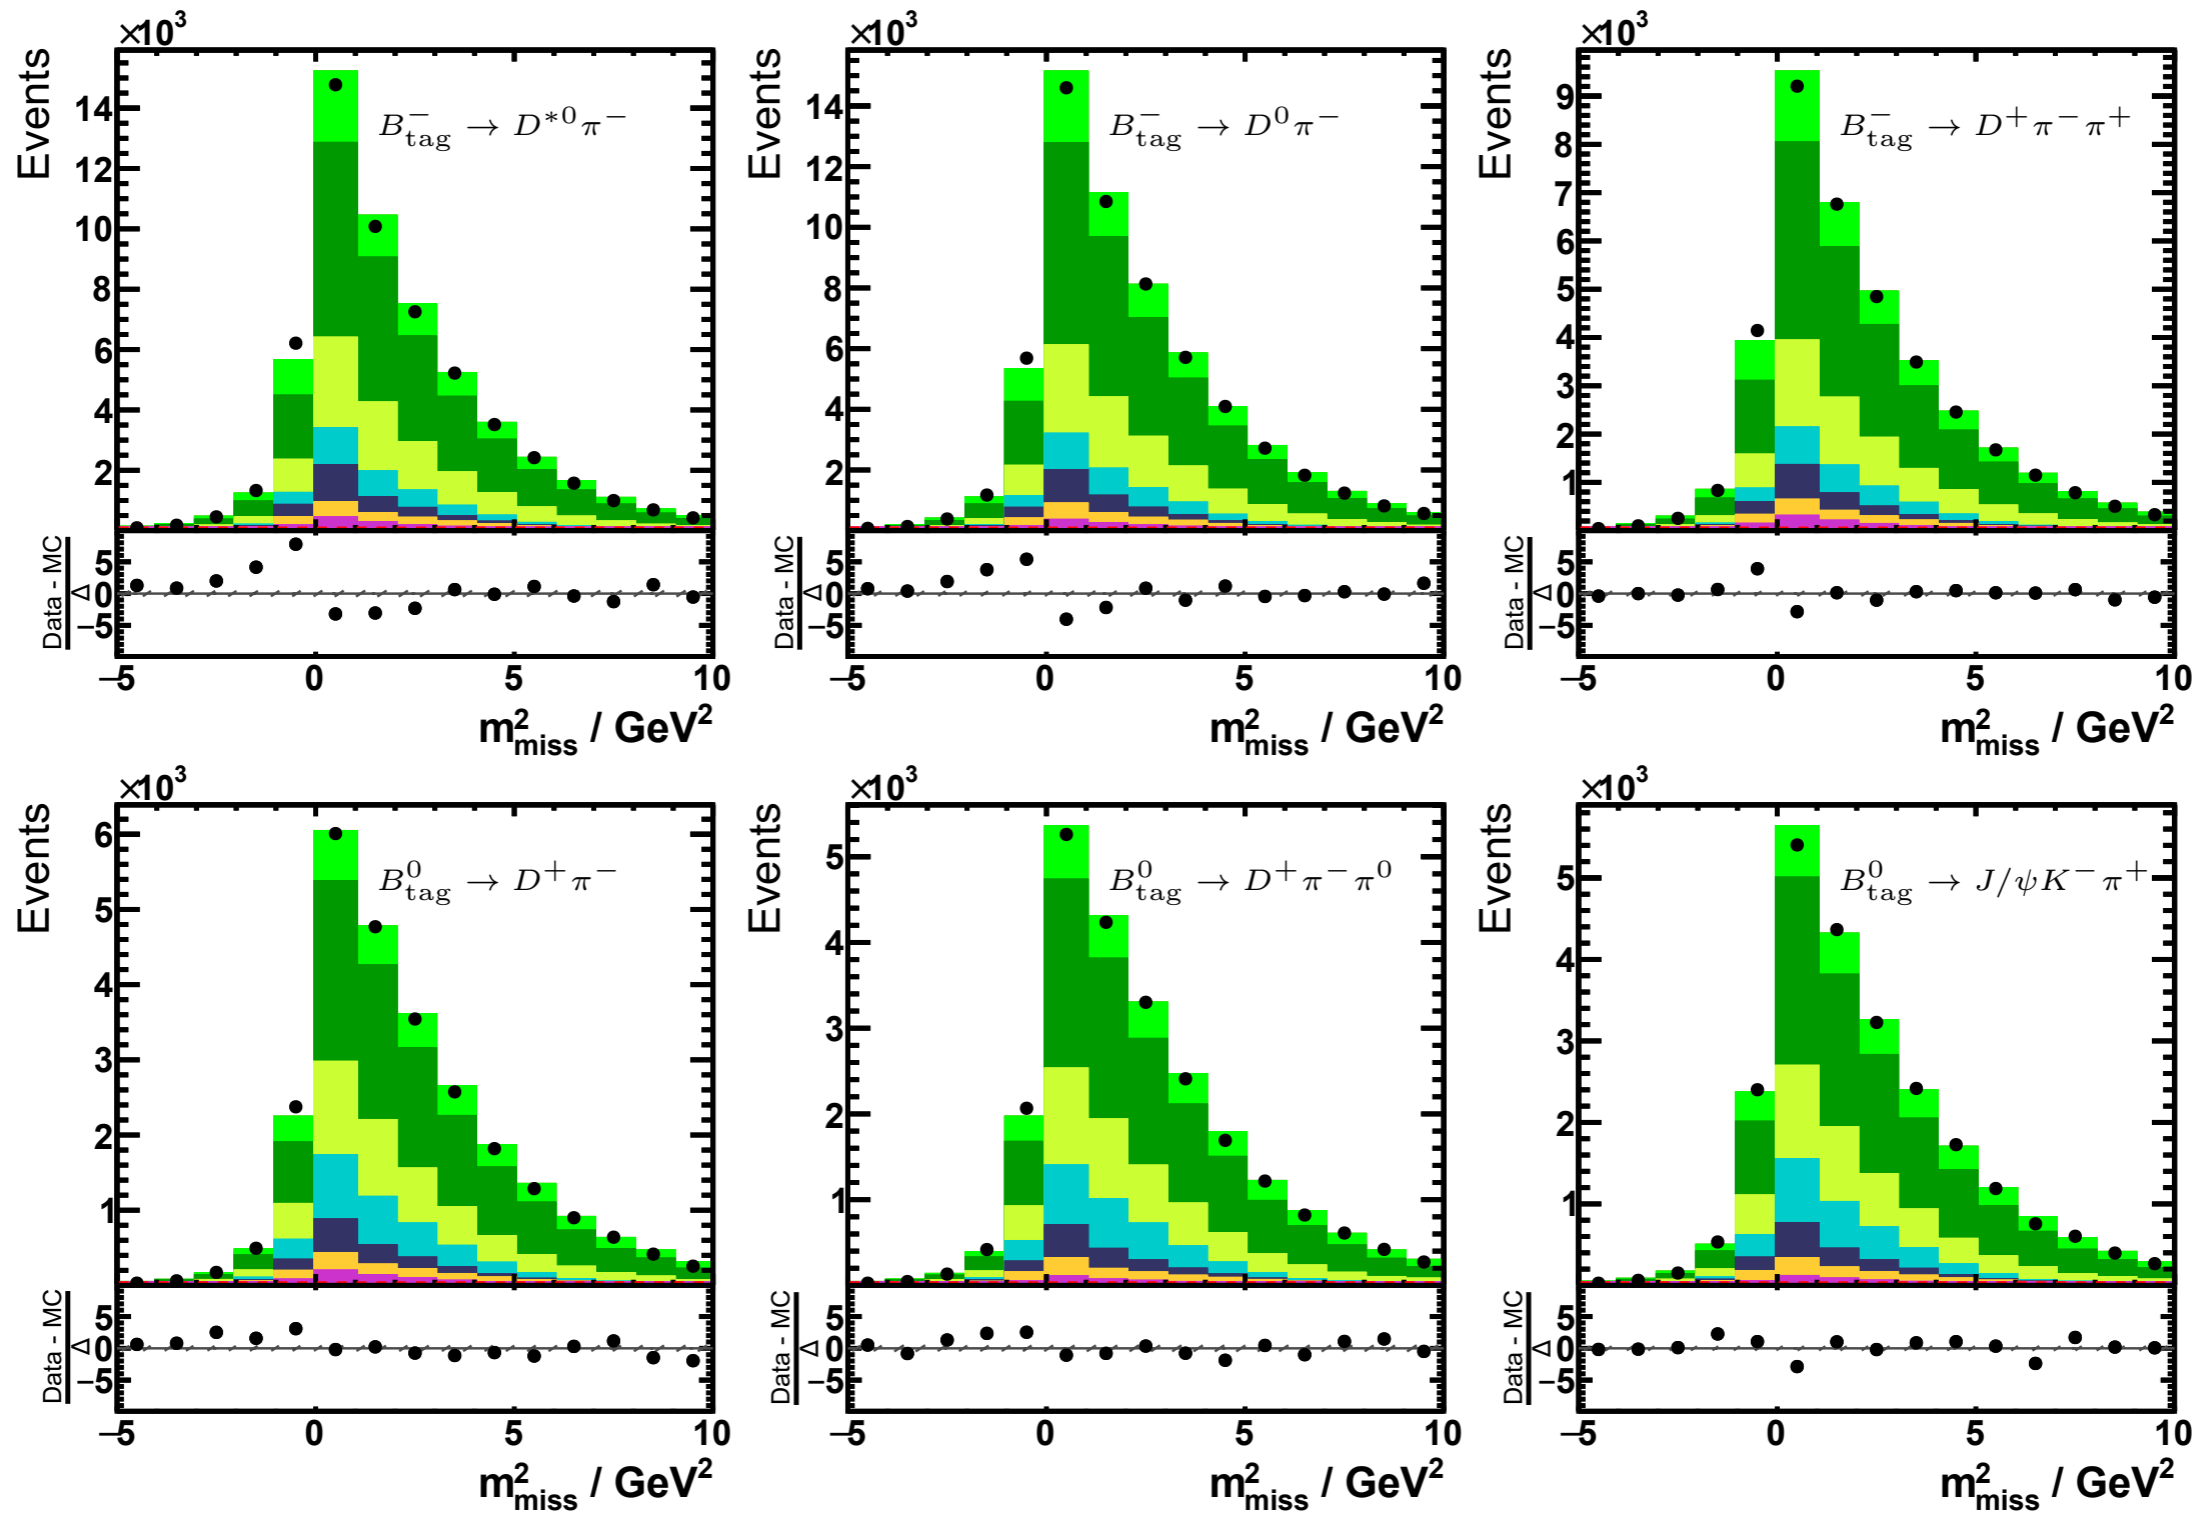 ×10³ ×10³ ×10³
Events
14
12
10
8
6
4
2
B⁻tag → D*⁰π⁻
Data - MC
Δ
5
0
−5
−5 0 5 10
m²miss / GeV²
Events
14
12
10
8
6
4
2
B⁻tag → D⁰π⁻
Data - MC
Δ
5
0
−5
−5 0 5 10
m²miss / GeV²
Events
9
8
7
6
5
4
3
2
1
B⁻tag → D⁺π⁻π⁺
Data - MC
Δ
5
0
−5
−5 0 5 10
m²miss / GeV²
×10³ ×10³ ×10³
Events
6
5
4
3
2
1
B⁰tag → D⁺π⁻
Data - MC
Δ
5
0
−5
−5 0 5 10
m²miss / GeV²
Events
5
4
3
2
1
B⁰tag → D⁺π⁻π⁰
Data - MC
Δ
5
0
−5
−5 0 5 10
m²miss / GeV²
Events
5
4
3
2
1
B⁰tag → J/ψK⁻π⁺
Data - MC
Δ
5
0
−5
−5 0 5 10
m²miss / GeV²